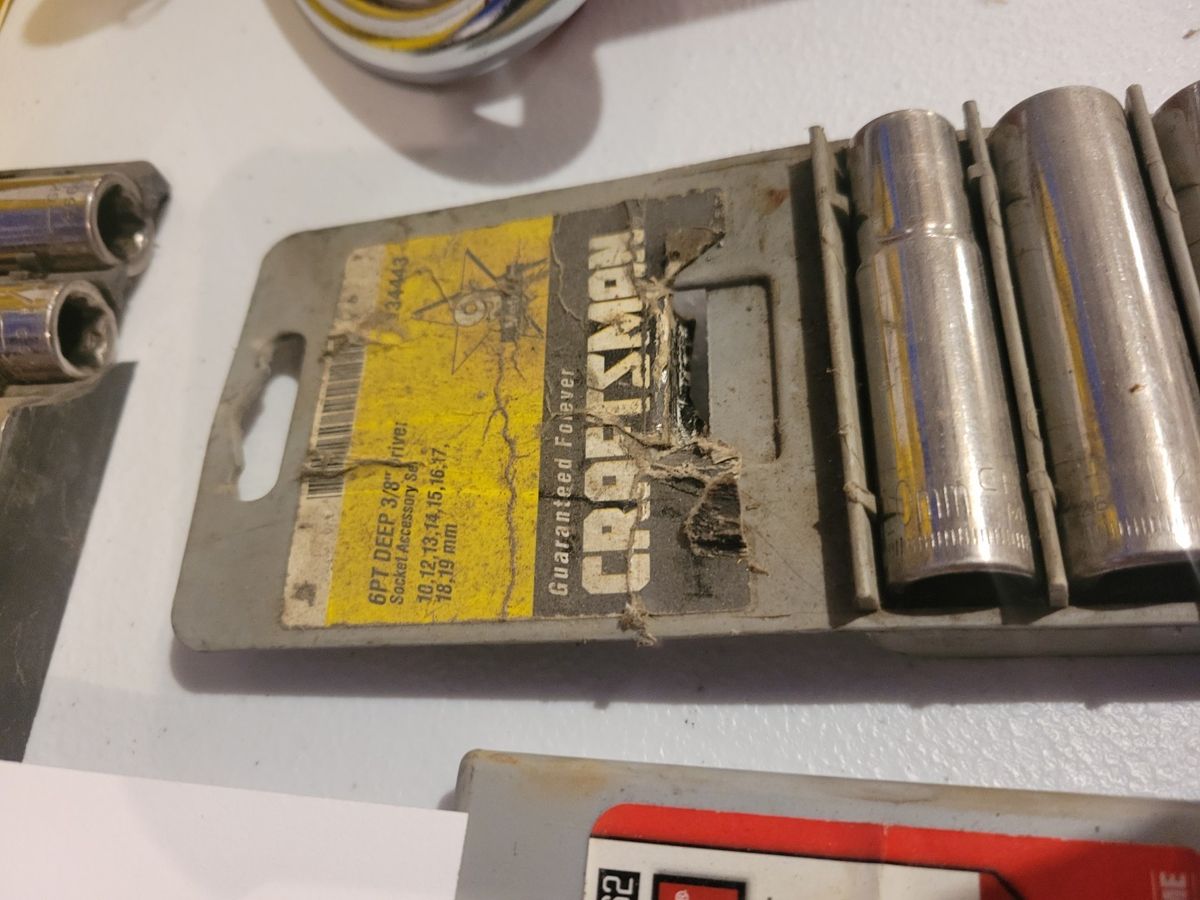 34443
9
6PT DEEP 3/8" Driver
Socket Accessory Set
10,12,13,14,15,16,17,
18,19 mm
Guaranteed Forever
CRAFTSMAN